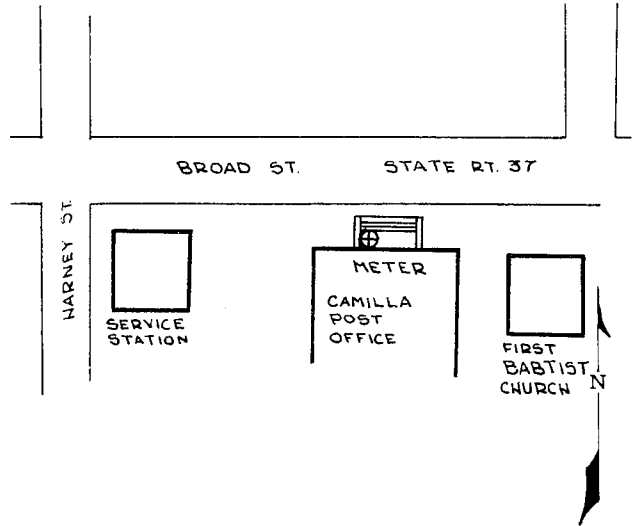 BROAD ST. STATE RT. 37
HARNEY ST.
METER
CAMILLA
POST
OFFICE
SERVICE
STATION
FIRST
BABTIST
CHURCH
N